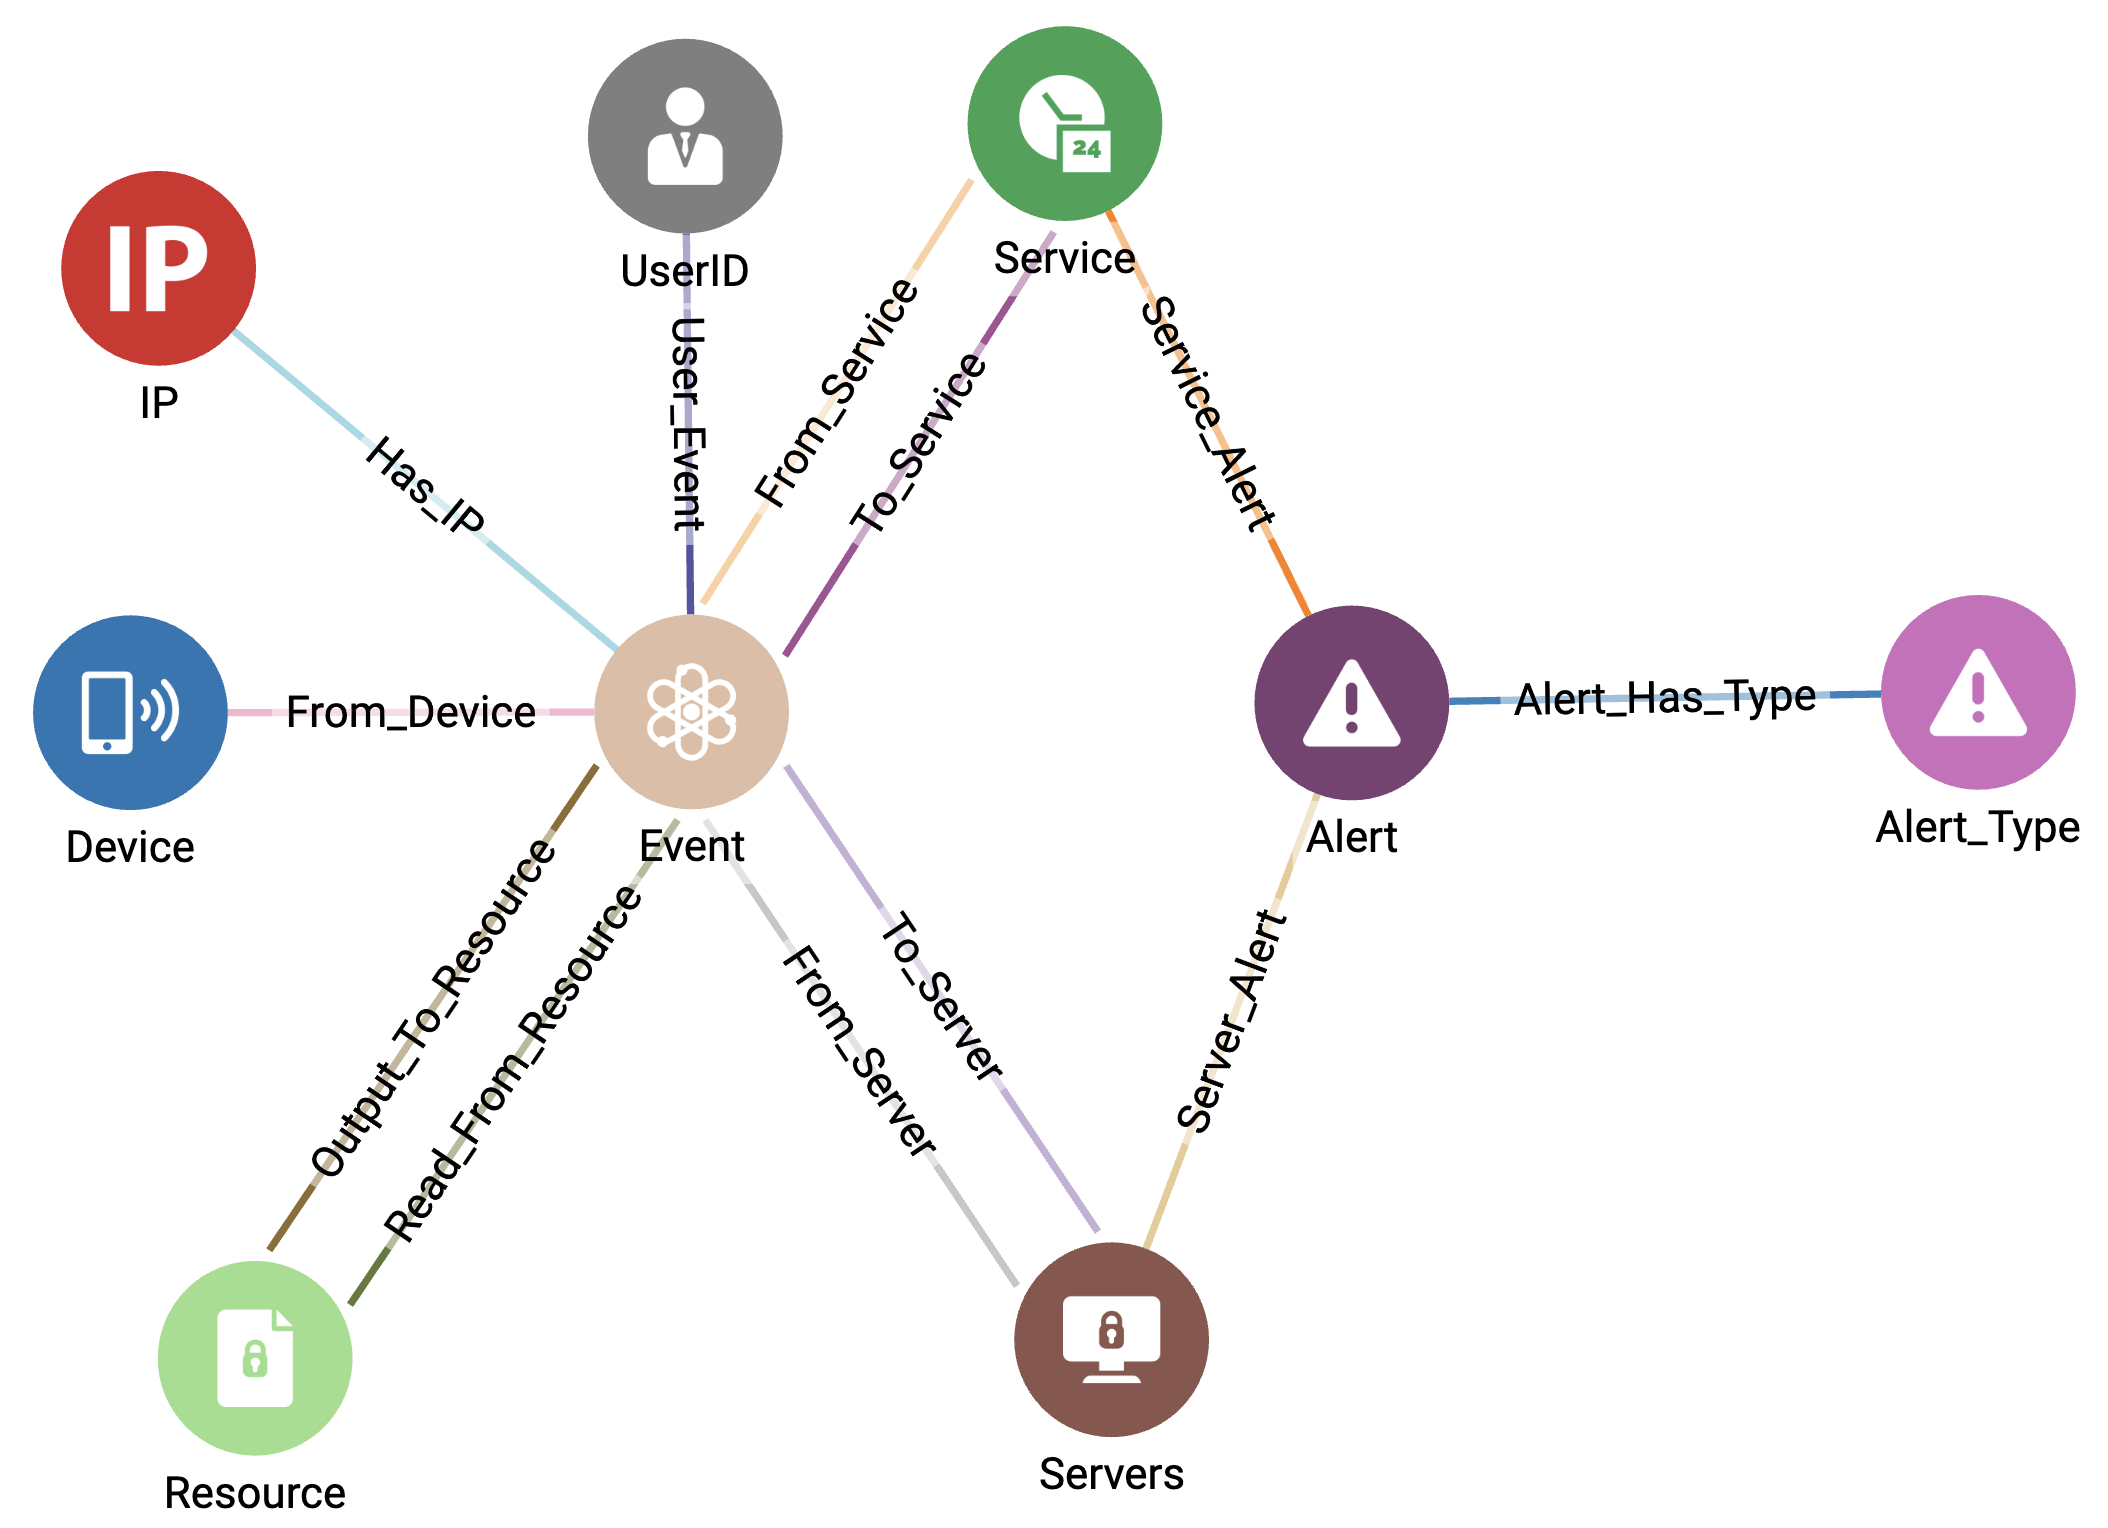 24
UserID
Service
IP
IP
User_Event
From_Service
To_Service
Service_Alert
Has_IP
From_Device
Alert_Has_Type
Device
Event
Alert
Alert_Type
Output_To_Resource
Read_From_Resource
From_Server
To_Server
Server_Alert
Servers
Resource